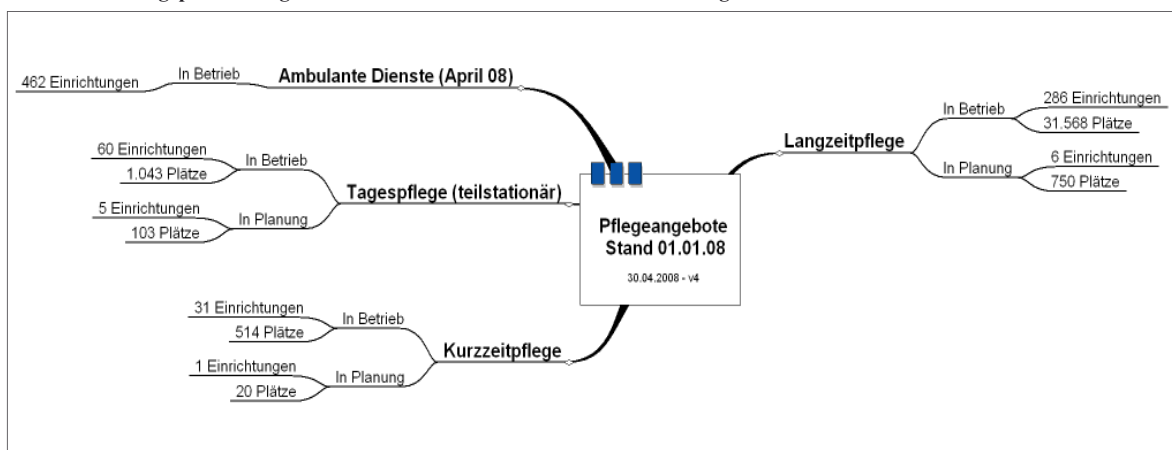 Ambulante Dienste (April 08)
In Betrieb
462 Einrichtungen
Tagespflege (teilstationär)
In Betrieb
60 Einrichtungen
1.043 Plätze
In Planung
5 Einrichtungen
103 Plätze
Kurzzeitpflege
In Betrieb
31 Einrichtungen
514 Plätze
In Planung
1 Einrichtungen
20 Plätze
Pflegeangebote
Stand 01.01.08
30.04.2008 - v4
Langzeitpflege
In Betrieb
286 Einrichtungen
31.568 Plätze
In Planung
6 Einrichtungen
750 Plätze